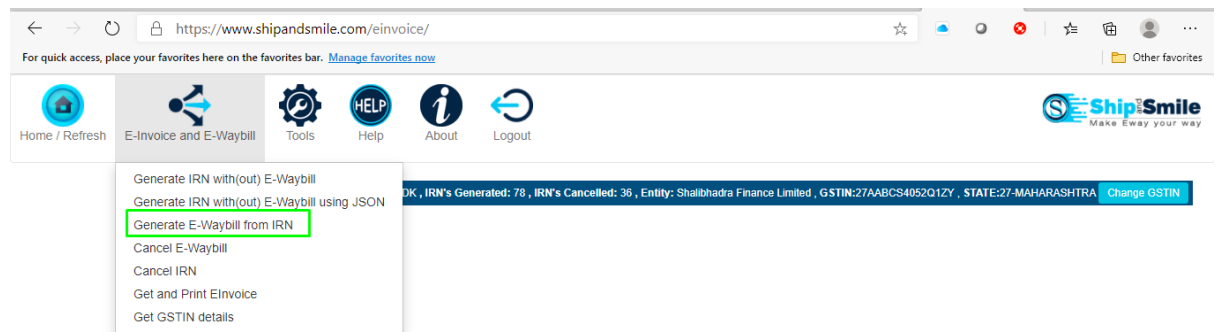 https://www.shipandsmile.com/einvoice/
For quick access, place your favorites here on the favorites bar. Manage favorites now
Other favorites
HELP
Home / Refresh E-Invoice and E-Waybill Tools Help About Logout
S Ship and Smile
Make Eway your way
Generate IRN with(out) E-Waybill
DK , IRN's Generated: 78 , IRN's Cancelled: 36 , Entity: Shalibhadra Finance Limited , GSTIN:27AABCS4052Q1ZY , STATE:27-MAHARASHTRA Change GSTIN
Generate IRN with(out) E-Waybill using JSON
Generate E-Waybill from IRN
Cancel E-Waybill
Cancel IRN
Get and Print EInvoice
Get GSTIN details